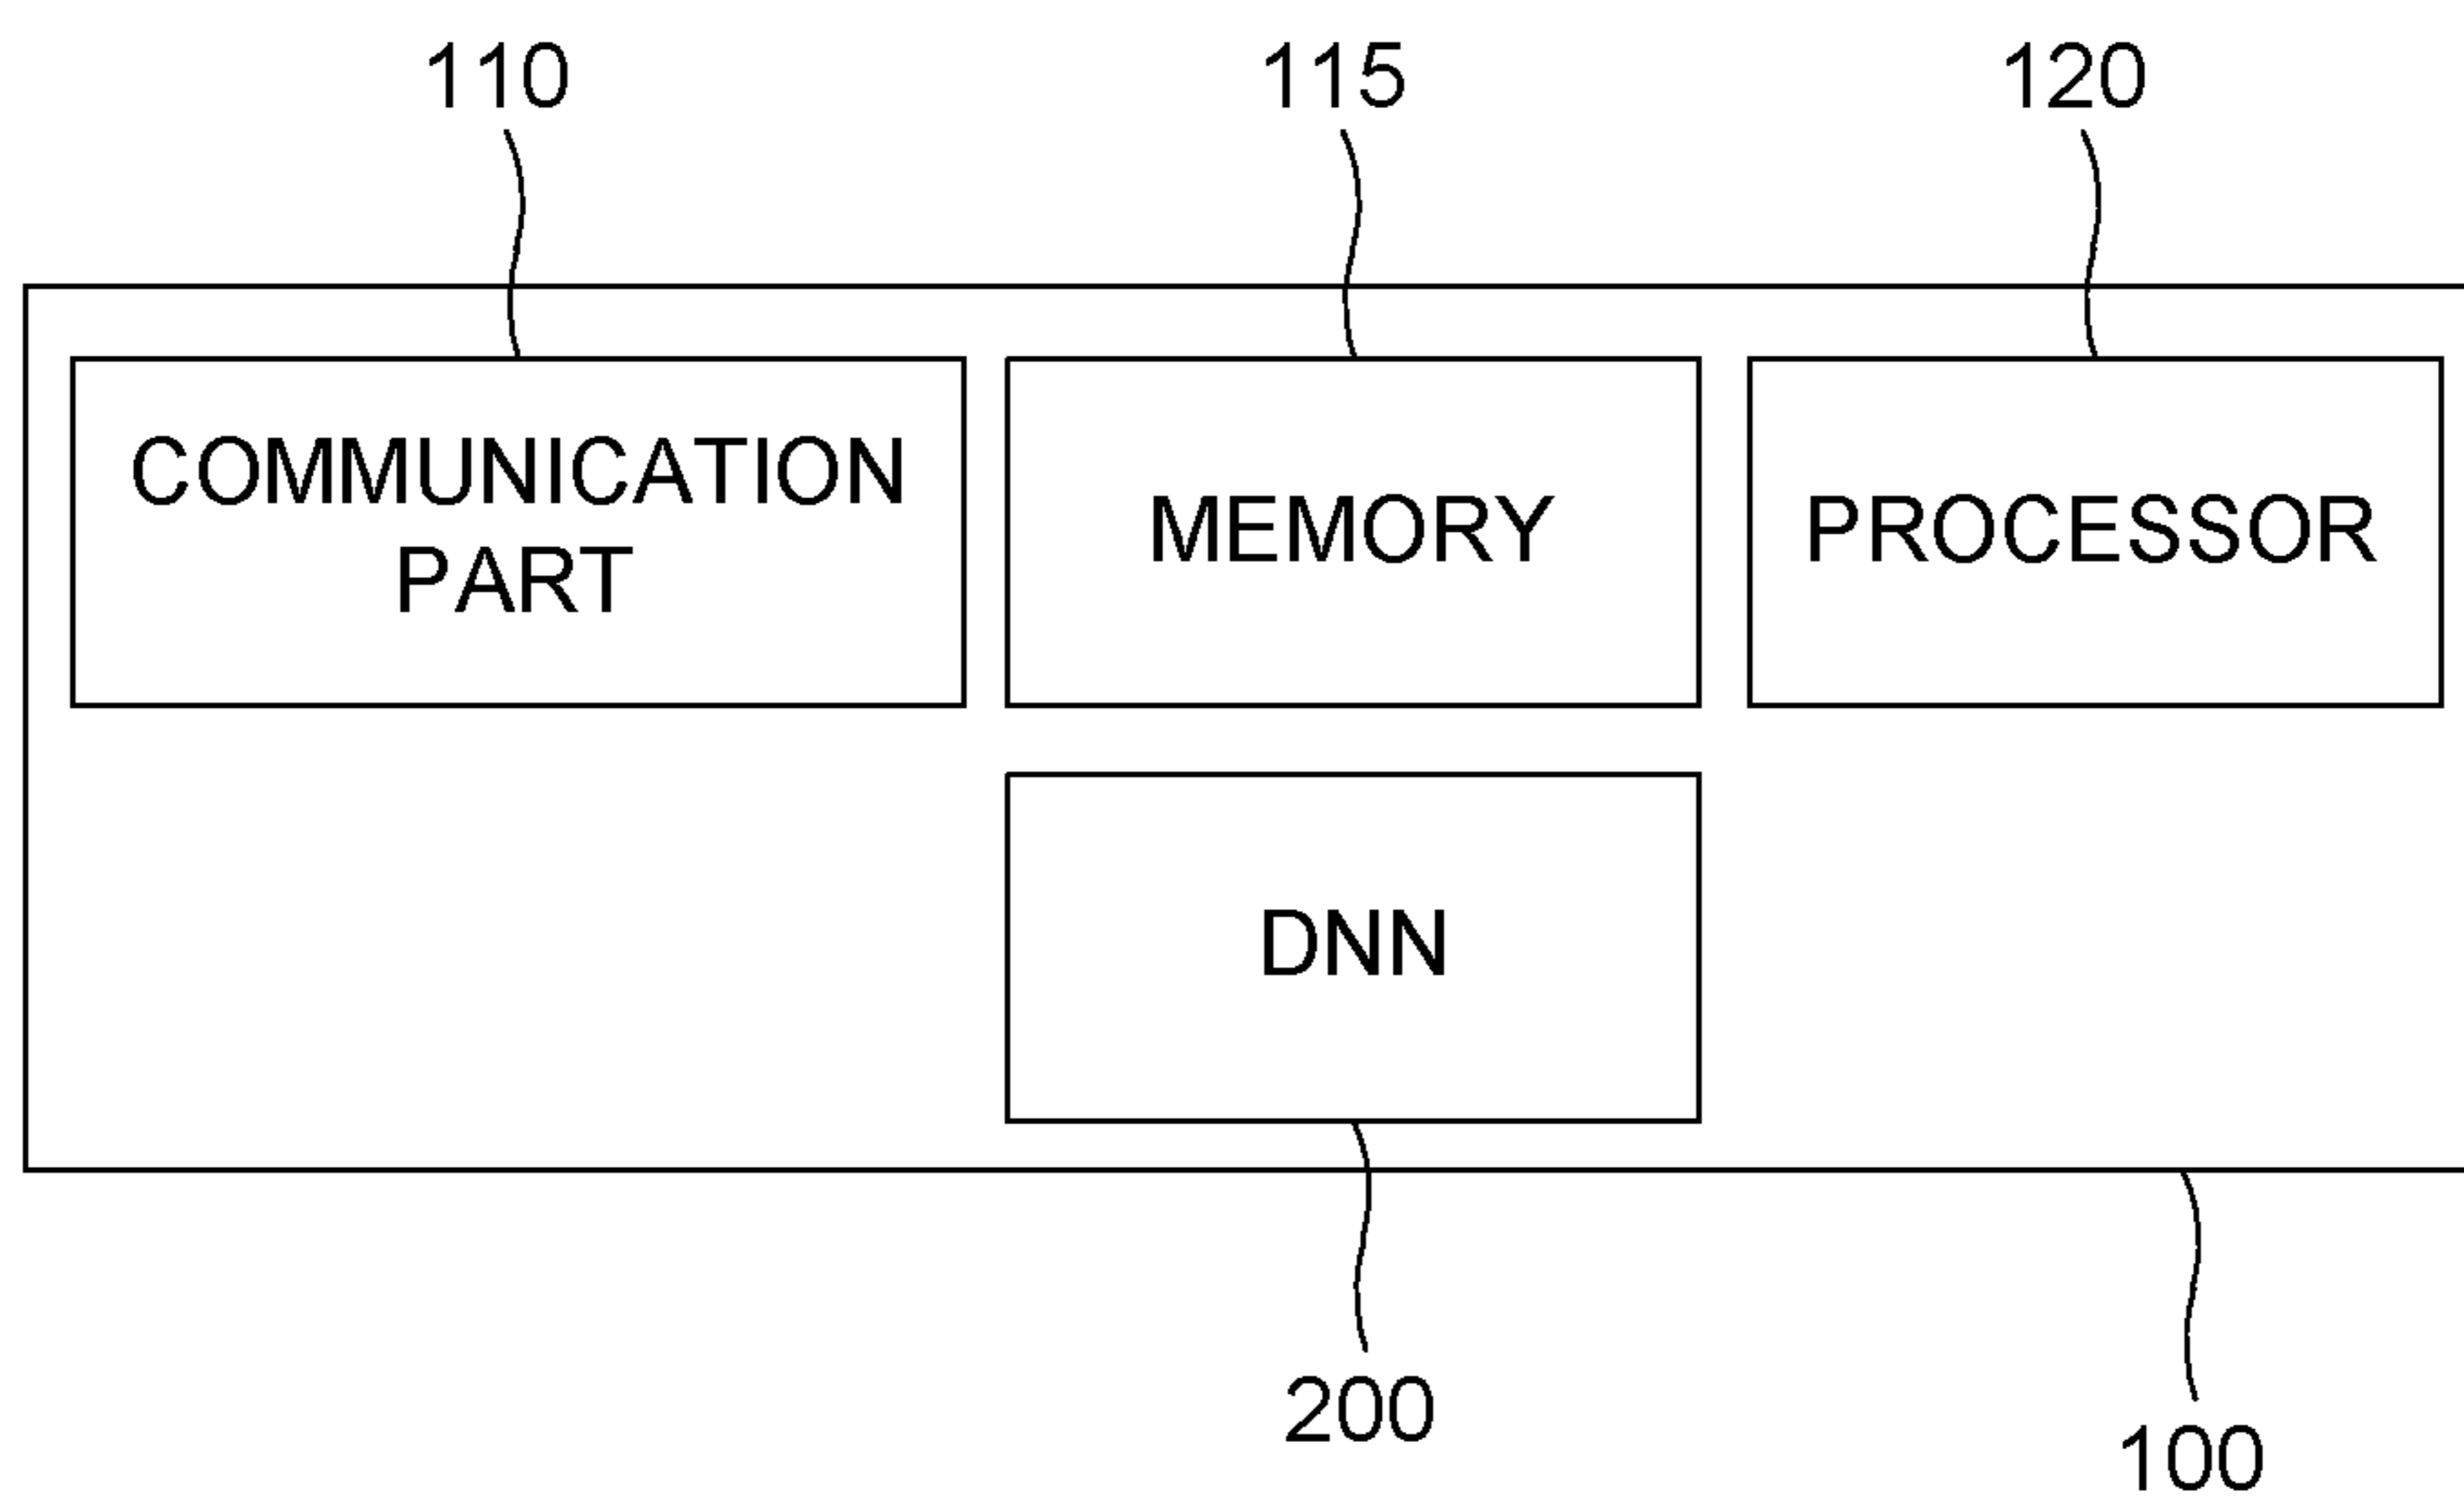 110
115
120
COMMUNICATION
PART
MEMORY
PROCESSOR
DNN
200
100